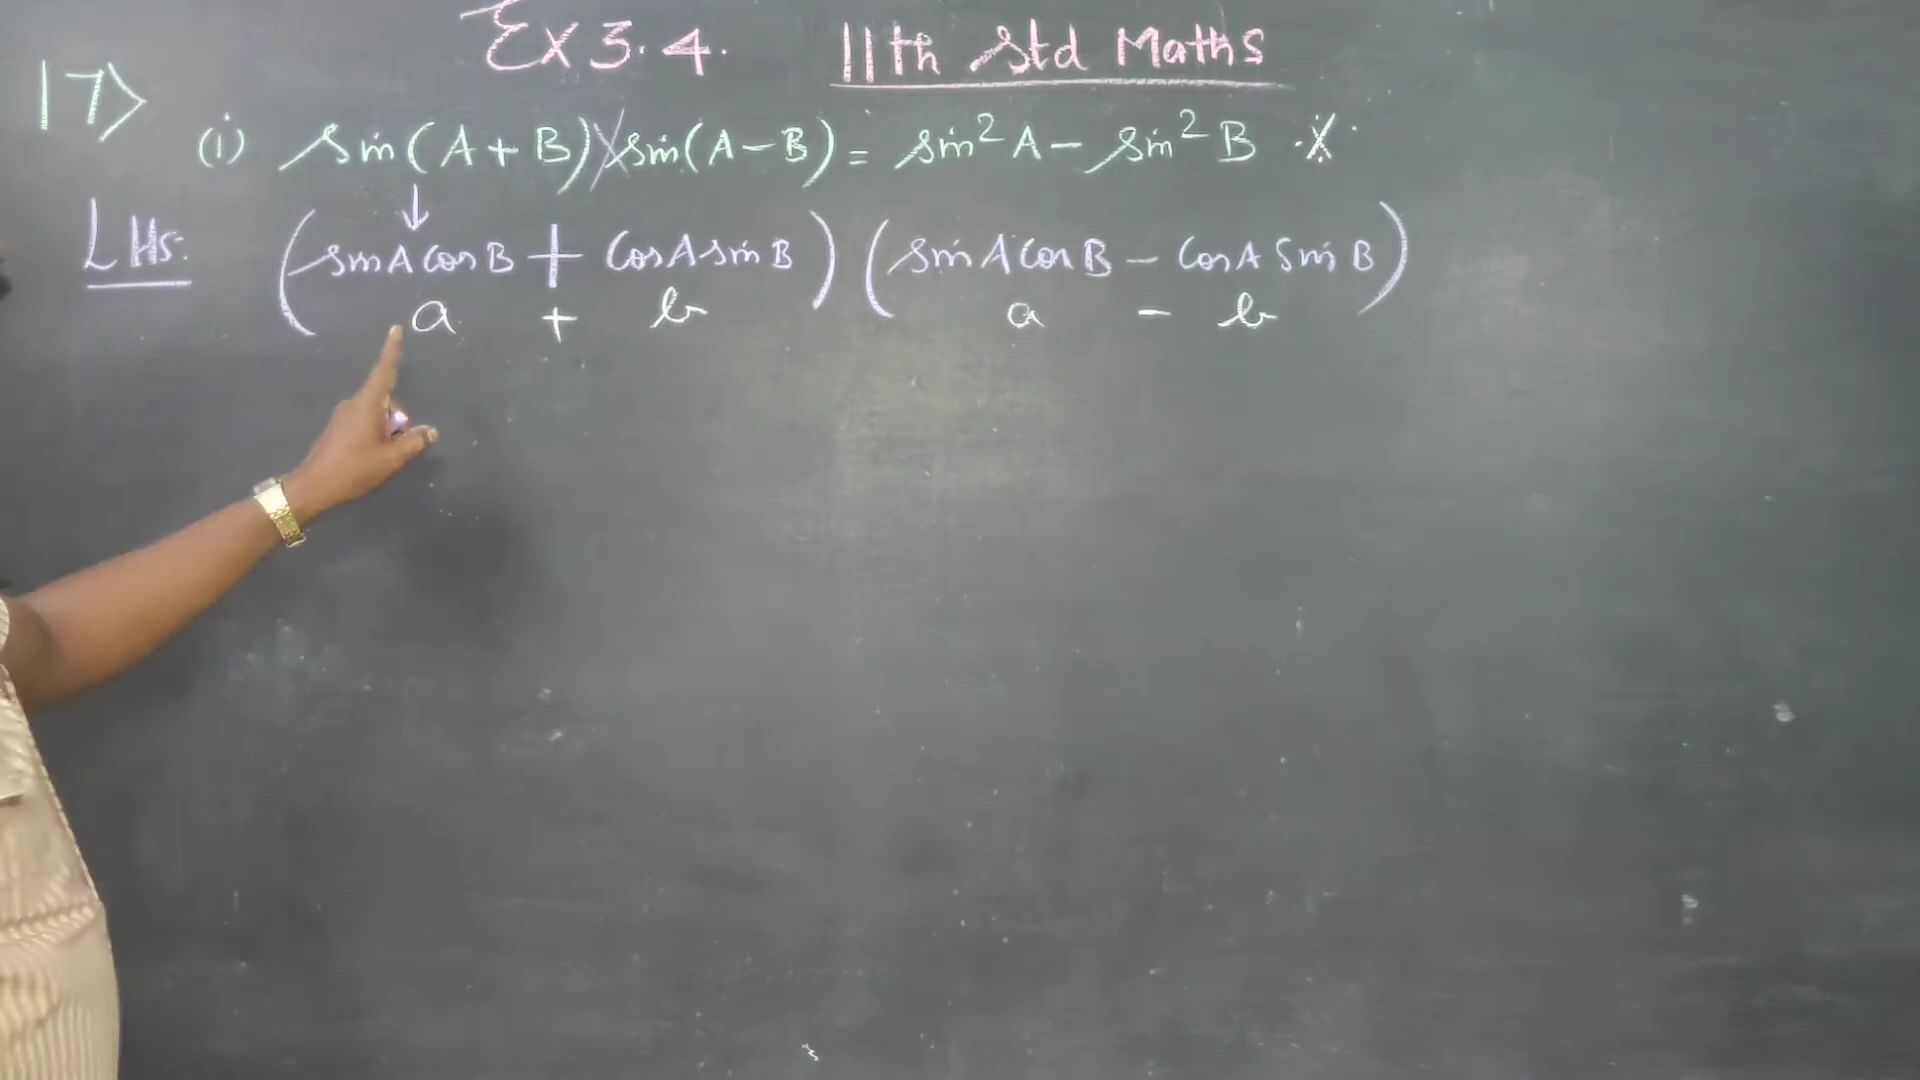 Ex 3.4. 11th Std Maths
17> (i) sin(A+B) sin(A-B) = sin²A - sin²B
LHS: (sinA cosB + cosA sinB) (sinA cosB - cosA sinB)
a + b a - b